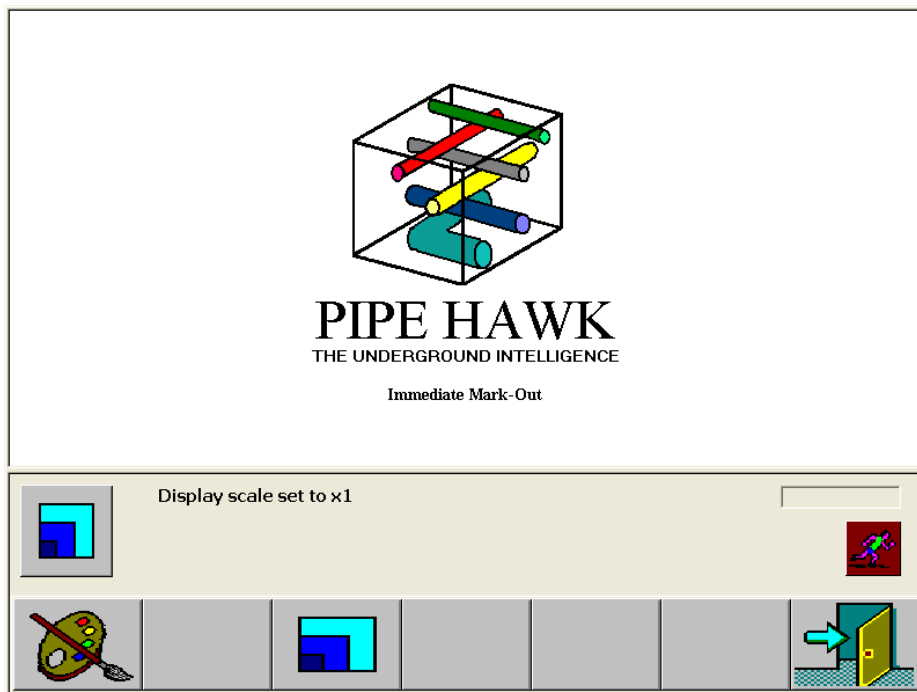 PIPE HAWK
THE UNDERGROUND INTELLIGENCE
Immediate Mark-Out
Display scale set to x1